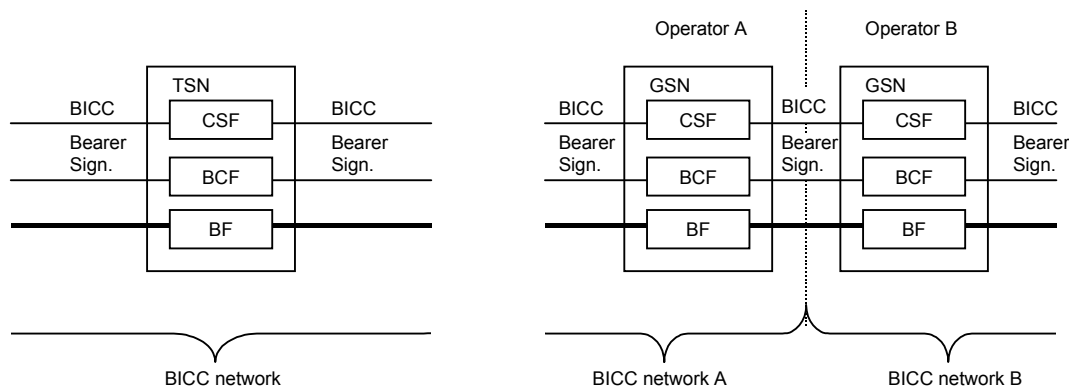 Operator A
Operator B
TSN
BICC
CSF
BICC
Bearer
Sign.
Bearer
Sign.
BCF
BF
BICC network
GSN
GSN
BICC
CSF
BICC
CSF
BICC
Bearer
Sign.
Bearer
Sign.
Bearer
Sign.
BCF
BCF
BF
BF
BICC network A
BICC network B